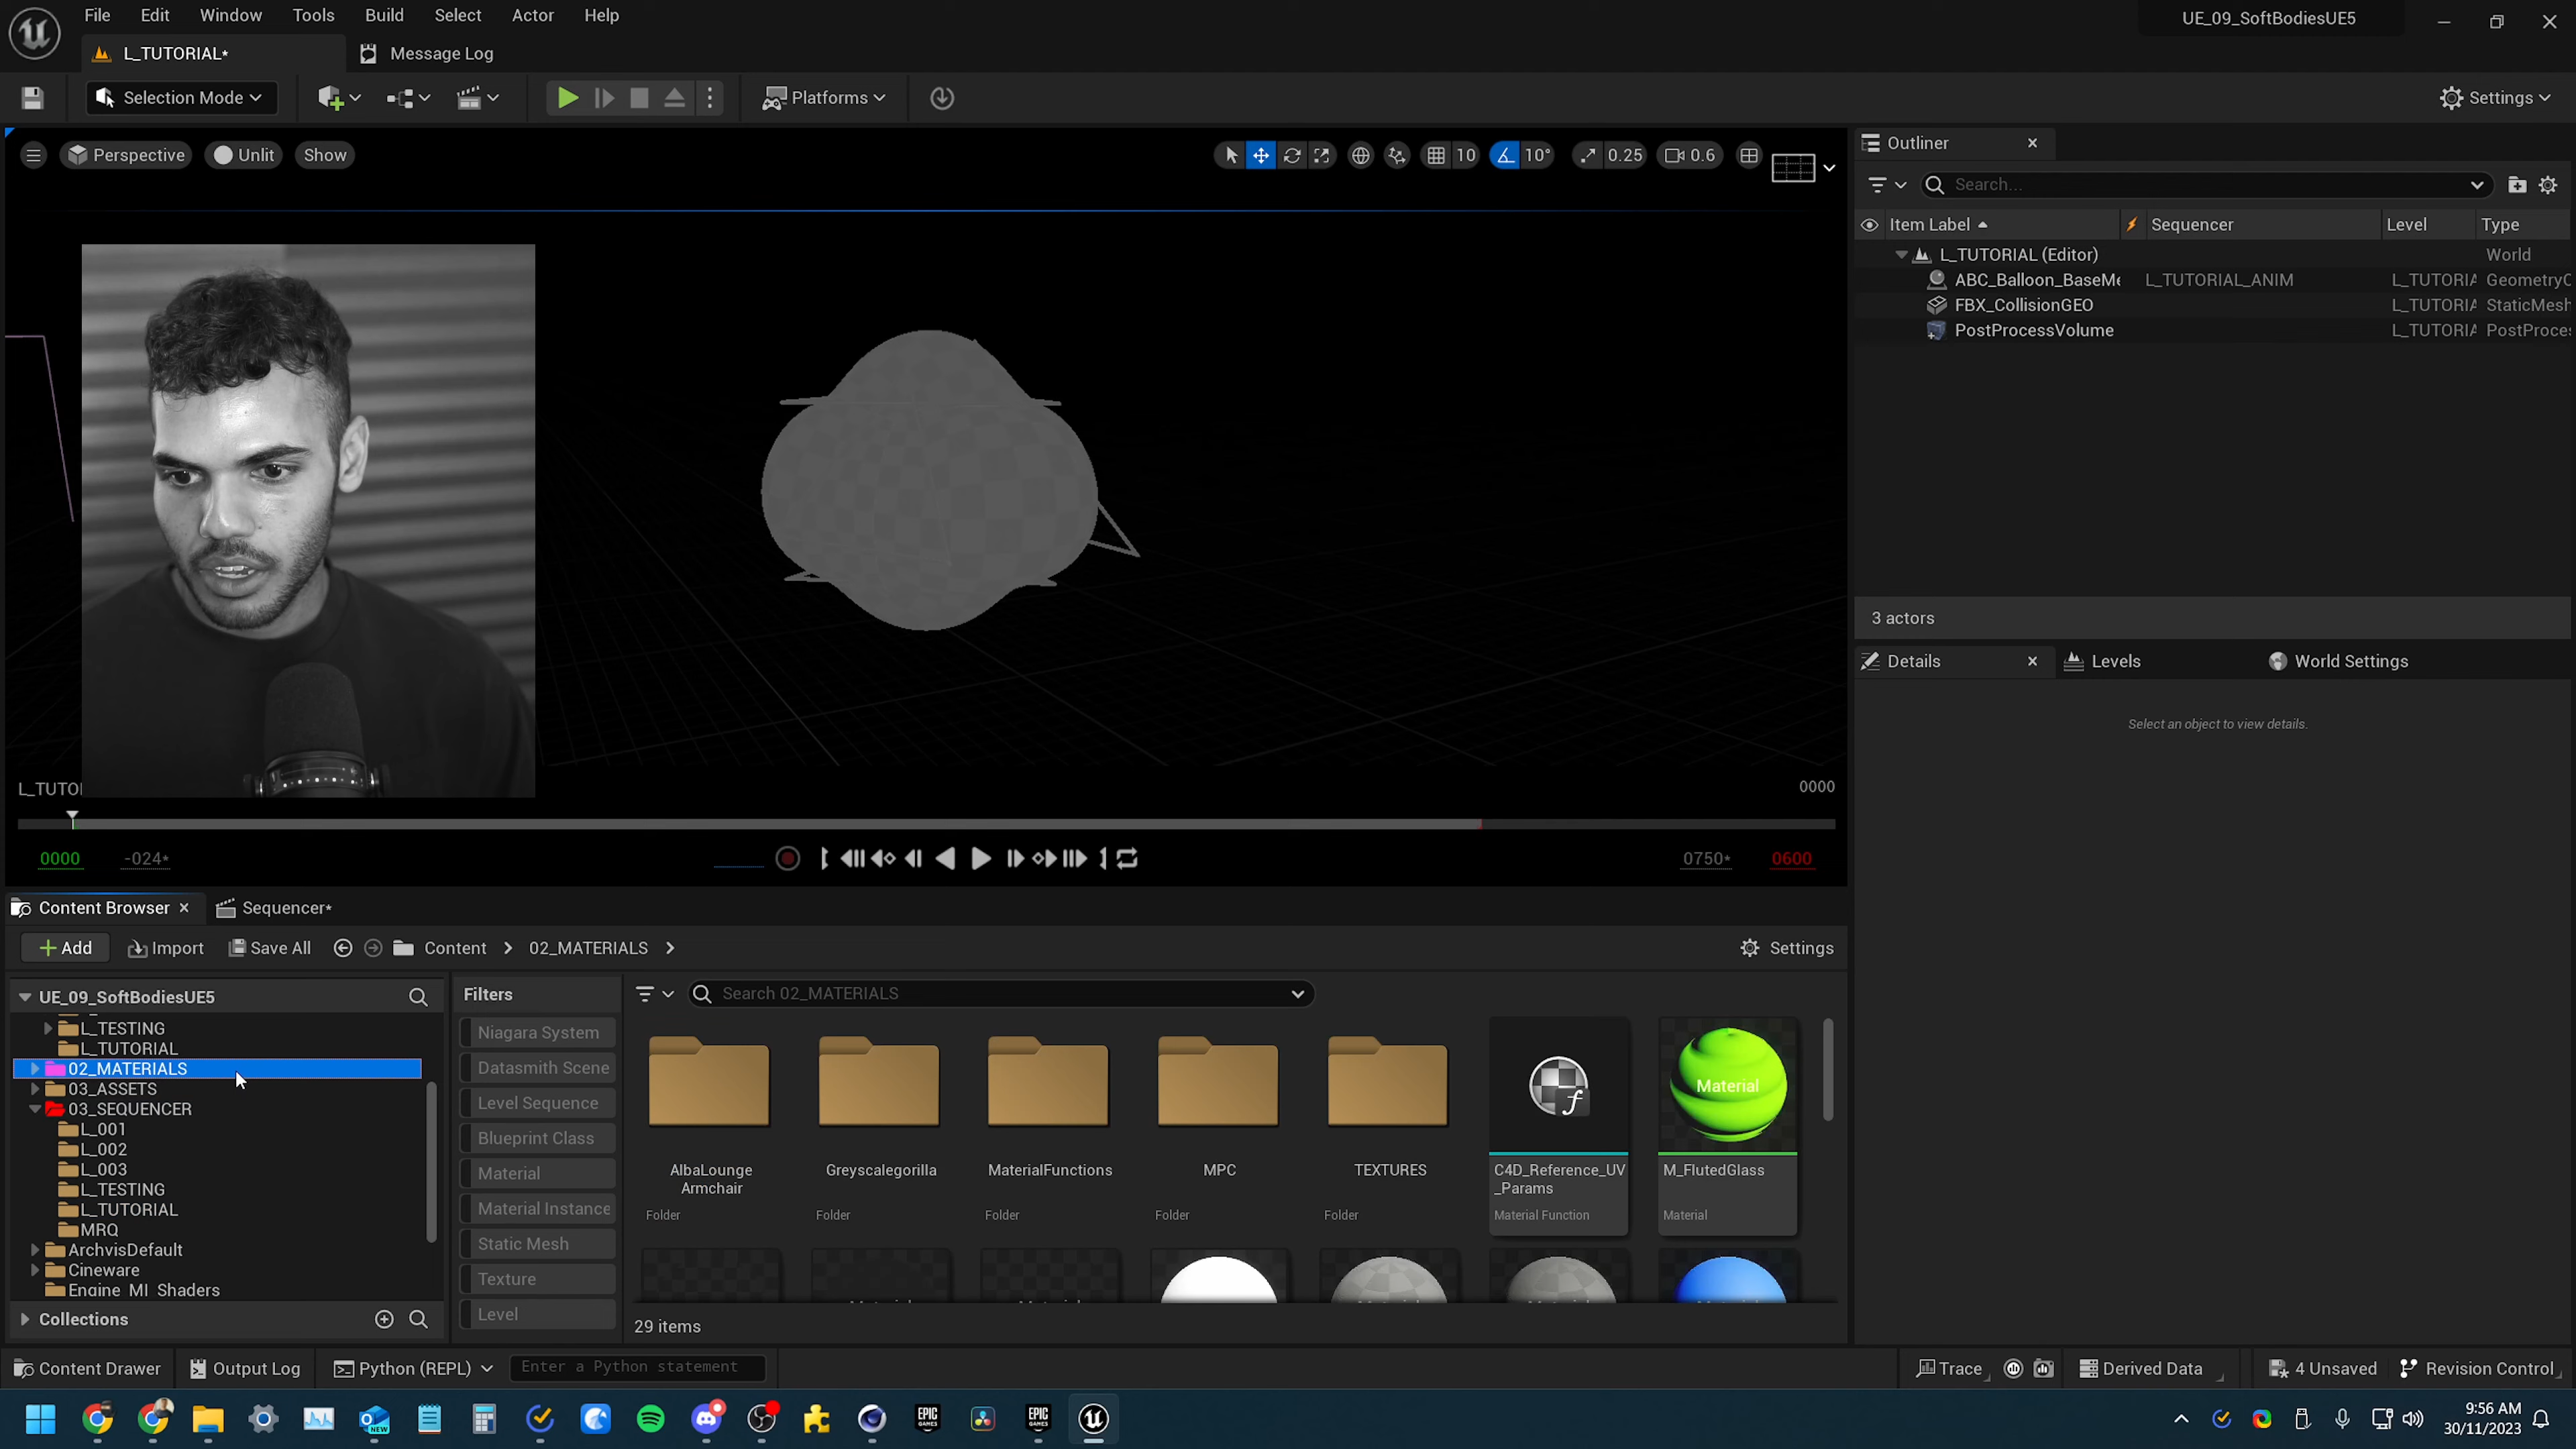 File Edit Window Tools Build Select Actor Help
UE_09_SoftBodiesUE5
L_TUTORIAL*
Message Log
Selection Mode
Platforms
Settings
Perspective
Unlit
Show
10
10°
0.25
0.6
Outliner
Search...
Item Label
Sequencer
Level
Type
L_TUTORIAL (Editor)
World
ABC_Balloon_BaseMe
L_TUTORIAL_ANIM
L_TUTORIA
GeometryC
FBX_CollisionGEO
L_TUTORIA
StaticMesh
PostProcessVolume
L_TUTORIA
PostProces
3 actors
Details
Levels
World Settings
Select an object to view details.
L_TUTO
0000
0000
-024*
0750*
0600
Content Browser
Sequencer*
Add
Import
Save All
Content
02_MATERIALS
Settings
UE_09_SoftBodiesUE5
L_TESTING
L_TUTORIAL
02_MATERIALS
03_ASSETS
03_SEQUENCER
L_001
L_002
L_003
L_TESTING
L_TUTORIAL
MRQ
ArchvisDefault
Cineware
Engine_MI_Shaders
Collections
Filters
Niagara System
Datasmith Scene
Level Sequence
Blueprint Class
Material
Material Instance
Static Mesh
Texture
Level
Search 02_MATERIALS
AlbaLounge
Armchair
Folder
Greyscalegorilla
Folder
MaterialFunctions
Folder
MPC
Folder
TEXTURES
Folder
C4D_Reference_UV
_Params
Material Function
Material
M_FlutedGlass
Material
29 items
Content Drawer
Output Log
Python (REPL)
Enter a Python statement
Trace
Derived Data
4 Unsaved
Revision Control
NEW
EPIC
GAMES
EPIC
GAMES
9:56 AM
30/11/2023